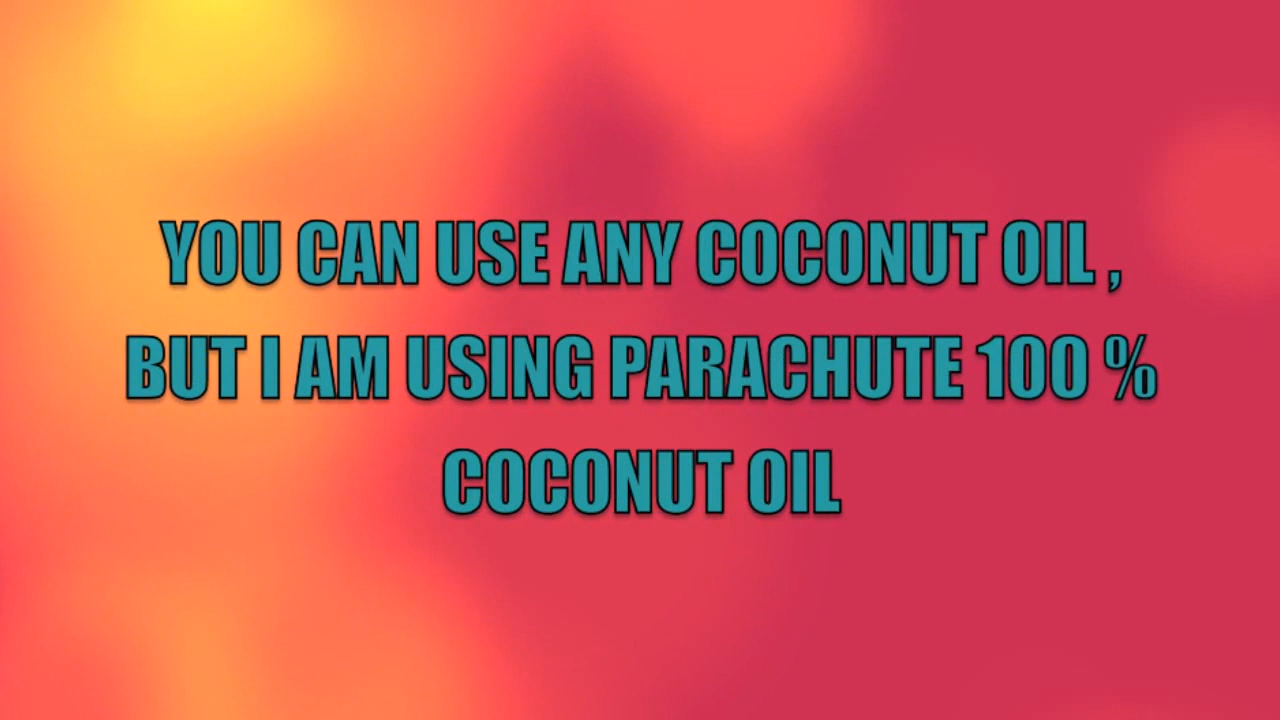 YOU CAN USE ANY COCONUT OIL ,
BUT I AM USING PARACHUTE 100 %
COCONUT OIL